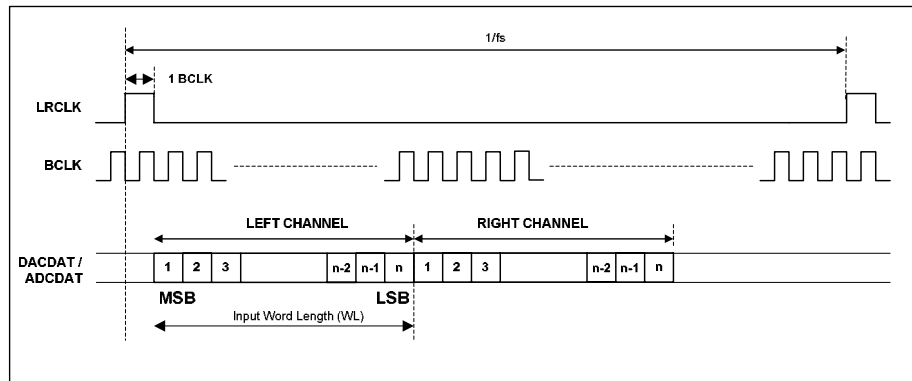 1/fs
1 BCLK
LRCLK
BCLK
LEFT CHANNEL RIGHT CHANNEL
DACDAT /
ADCDAT
1 2 3 n-2 n-1 n 1 2 3 n-2 n-1 n
MSB LSB
Input Word Length (WL)